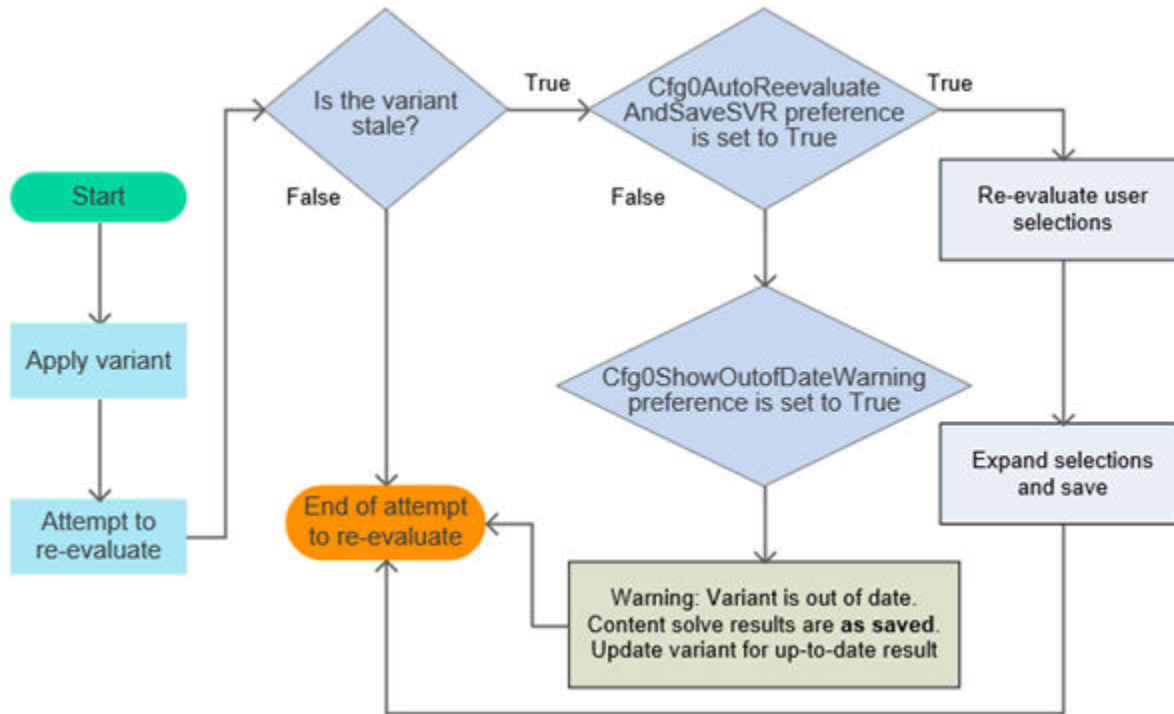 Start
Apply variant
Attempt to
re-evaluate
Is the variant
stale?
True
False
Cfg0AutoReevaluate
AndSaveSVR preference
is set to True
True
False
Re-evaluate user
selections
Cfg0ShowOutofDateWarning
preference is set to True
Expand selections
and save
End of attempt
to re-evaluate
Warning: Variant is out of date.
Content solve results are as saved.
Update variant for up-to-date result